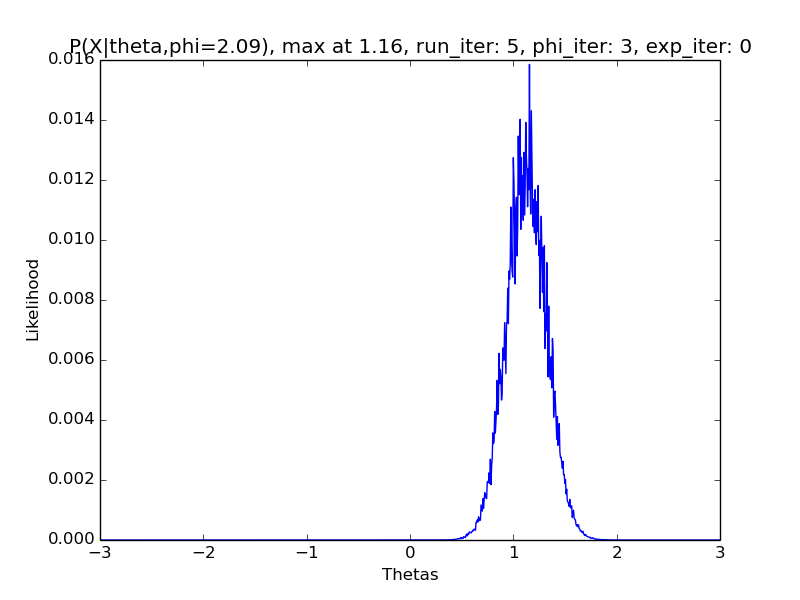 P(X|theta,phi=2.09), max at 1.16, run_iter: 5, phi_iter: 3, exp_iter: 0
0.016
0.014
0.012
0.010
0.008
0.006
0.004
0.002
0.000
Likelihood
−3 −2 −1 0 1 2 3
Thetas